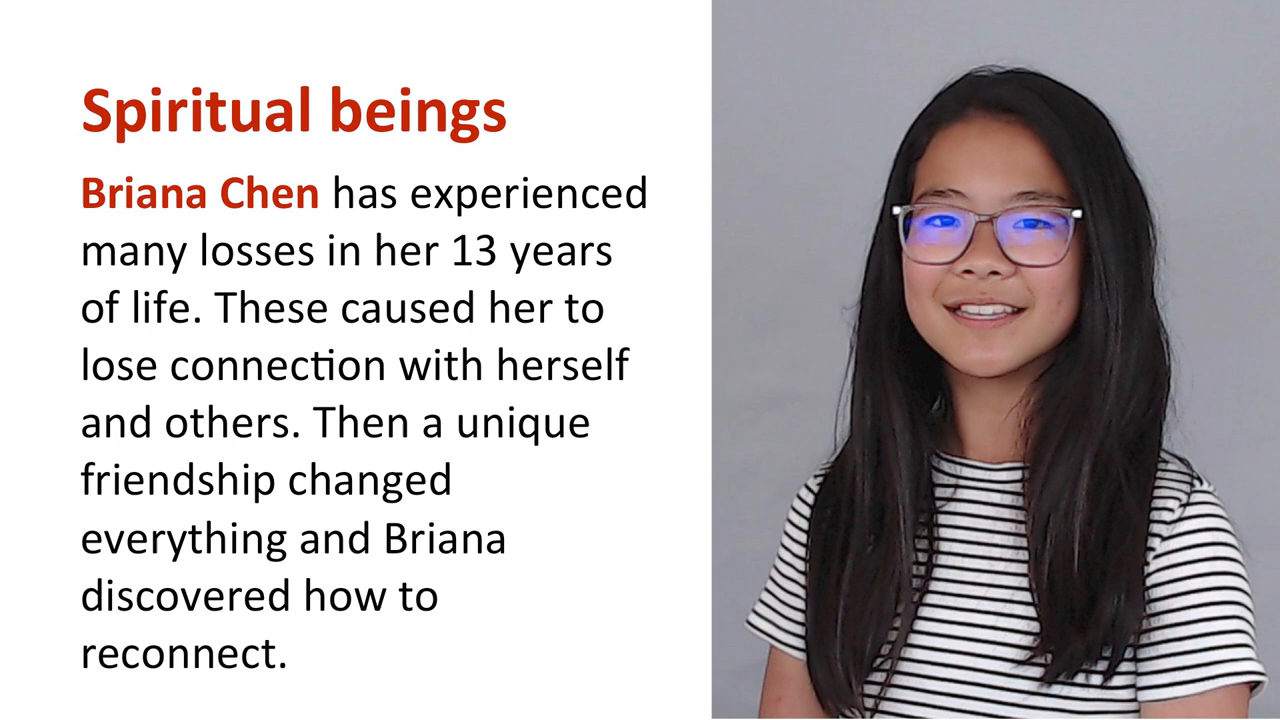 Spiritual beings
Briana Chen has experienced
many losses in her 13 years
of life. These caused her to
lose connection with herself
and others. Then a unique
friendship changed
everything and Briana
discovered how to
reconnect.